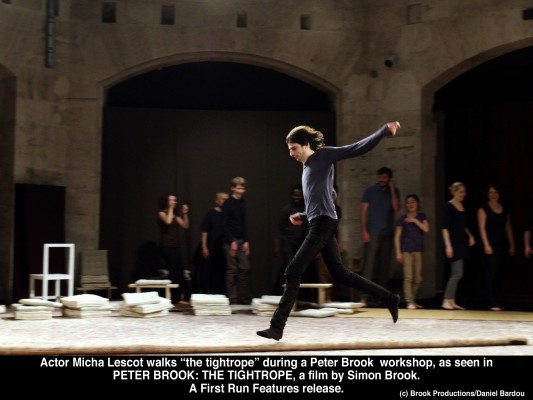 Actor Micha Lescot walks “the tightrope” during a Peter Brook workshop, as seen in
PETER BROOK: THE TIGHTROPE, a film by Simon Brook.
A First Run Features release.
(c) Brook Productions/Daniel Bardou